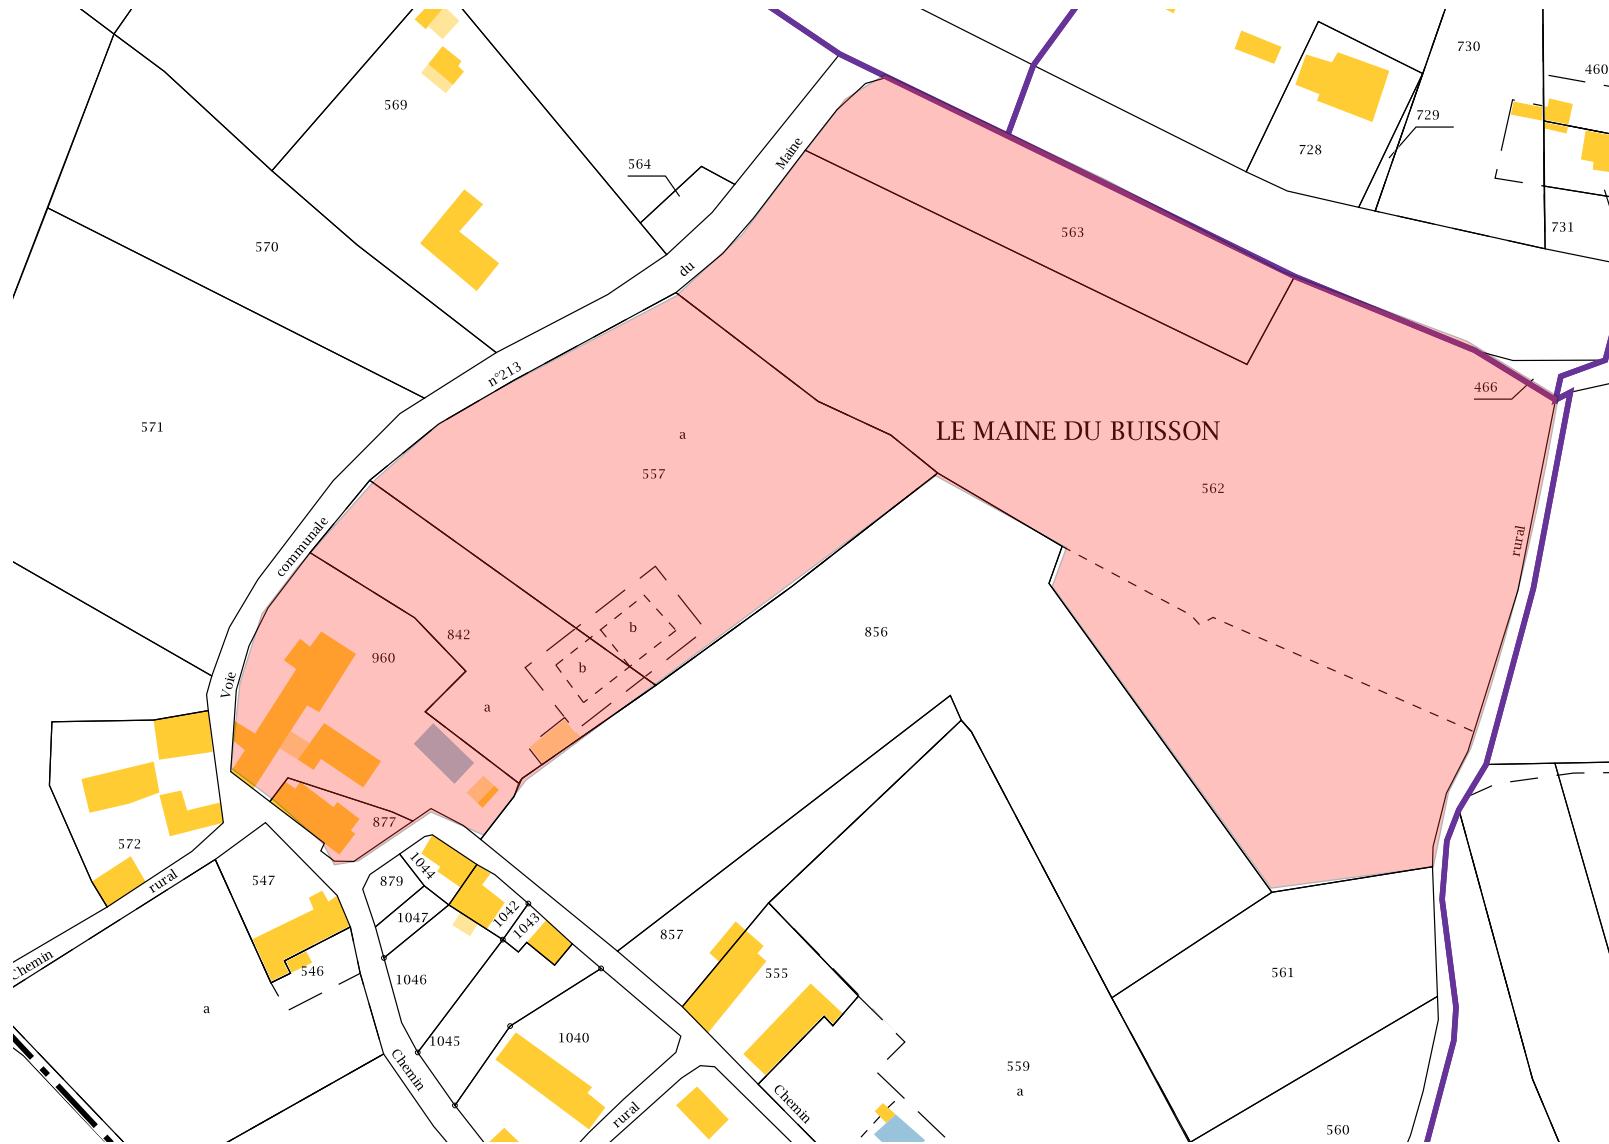 730
460
569
729
728
564
Maine
731
563
570
du
n°213
466
571
a
LE MAINE DU BUISSON
557
562
communale
rural
b
842
856
960
b
Voie
a
877
572
1044
547
rural
879
1042
1047
1043
857
Chemin
546
555
561
1046
a
1045
1040
559
Chemin
a
Chemin
rural
560